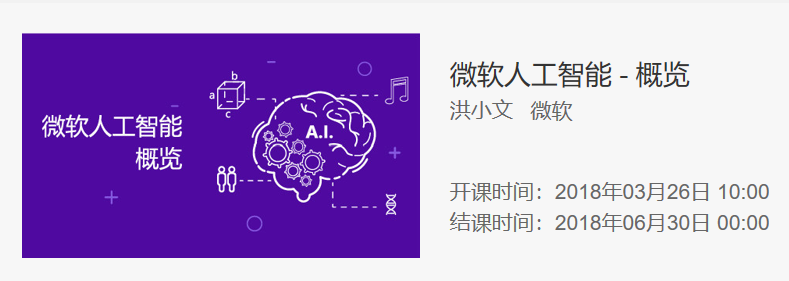 微软人工智能
概览
a
b
c
A.I.
微软人工智能 - 概览
洪小文 微软
开课时间：2018年03月26日 10:00
结课时间：2018年06月30日 00:00